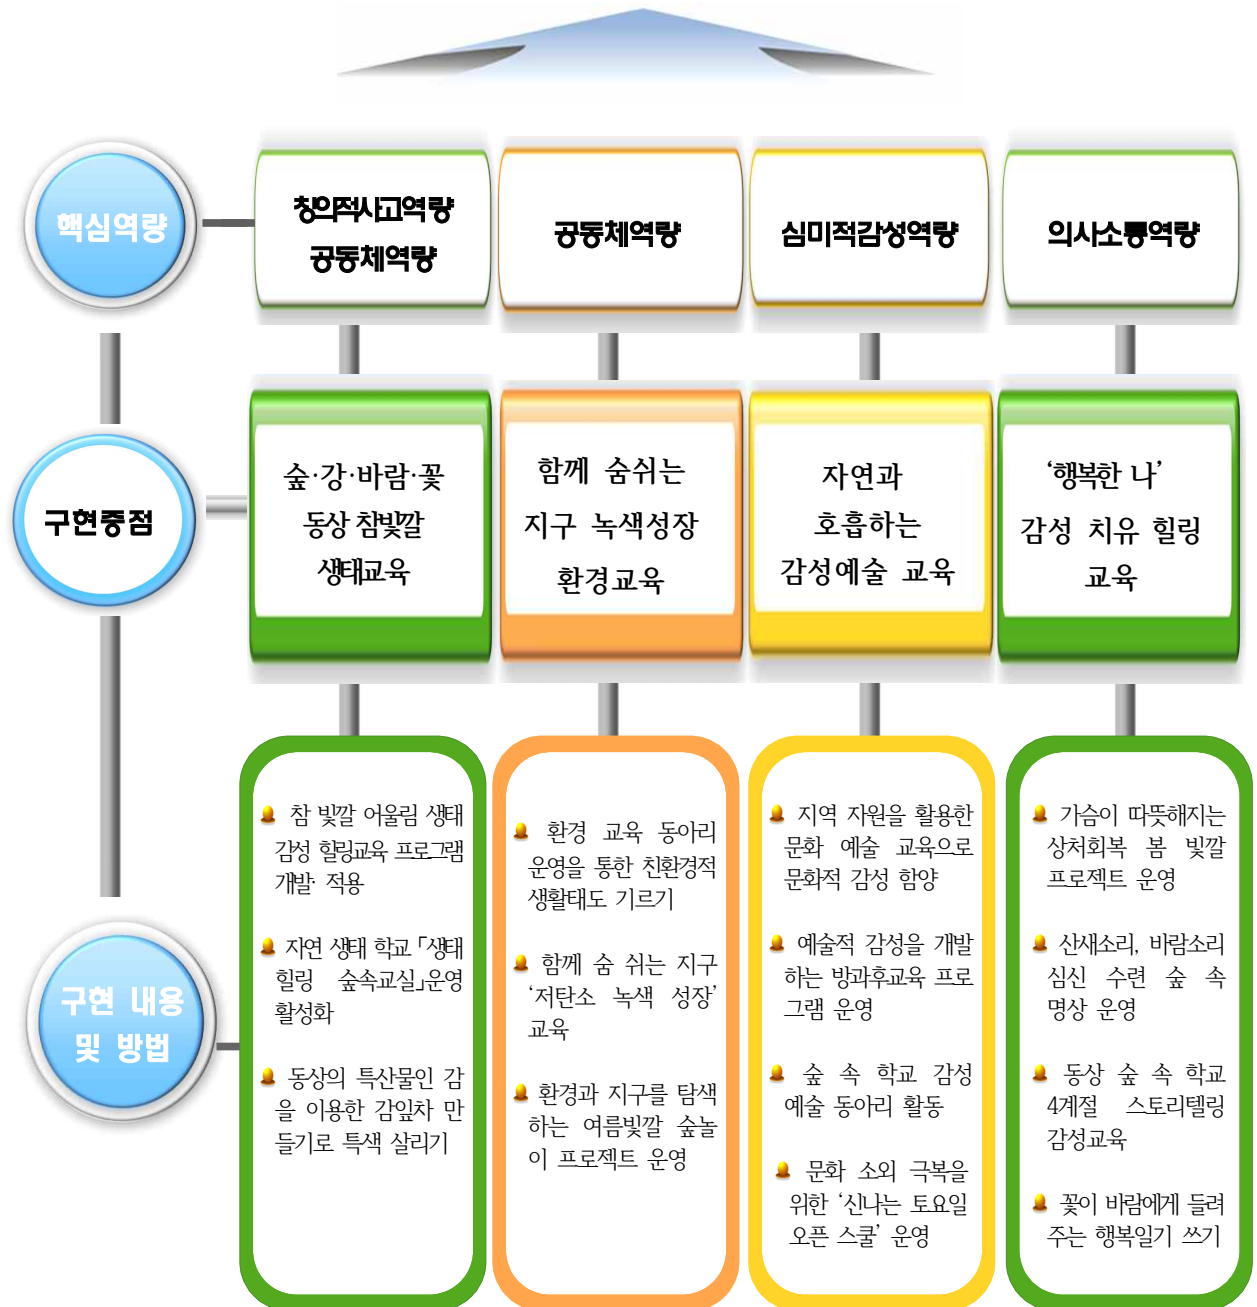 핵심역량
창의적사고역량
공동체역량
공동체역량
심미적감성역량
의사소통역량
구현중점
숲·강·바람·꽃
동상 참빛깔
생태교육
함께 숨쉬는
지구 녹색성장
환경교육
자연과
호흡하는
감성예술 교육
‘행복한 나’
감성 치유 힐링
교육
구현 내용
및 방법
참 빛깔 어울림 생태
감성 힐링교육 프로그램
개발· 적용
자연 생태 학교 ｢생태
힐링 숲속교실｣운영
활성화
동상의 특산물인 감
을 이용한 감잎차 만
들기로 특색 살리기
환경 교육 동아리
운영을 통한 친환경적
생활태도 기르기
함께 숨 쉬는 지구
‘저탄소 녹색 성장’
교육
환경과 지구를 탐색
하는 여름빛깔 숲놀
이 프로젝트 운영
지역 자원을 활용한
문화 예술 교육으로
문화적 감성 함양
예술적 감성을 개발
하는 방과후교육 프로
그램 운영
숲 속 학교 감성
예술 동아리 활동
문화 소외 극복을
위한 ‘신나는 토요일
오픈 스쿨’ 운영
가슴이 따뜻해지는
상처회복 봄 빛깔
프로젝트 운영
산새소리, 바람소리
심신 수련 숲 속
명상 운영
동상 숲 속 학교
4계절 스토리텔링
감성교육
꽃이 바람에게 들려
주는 행복일기 쓰기